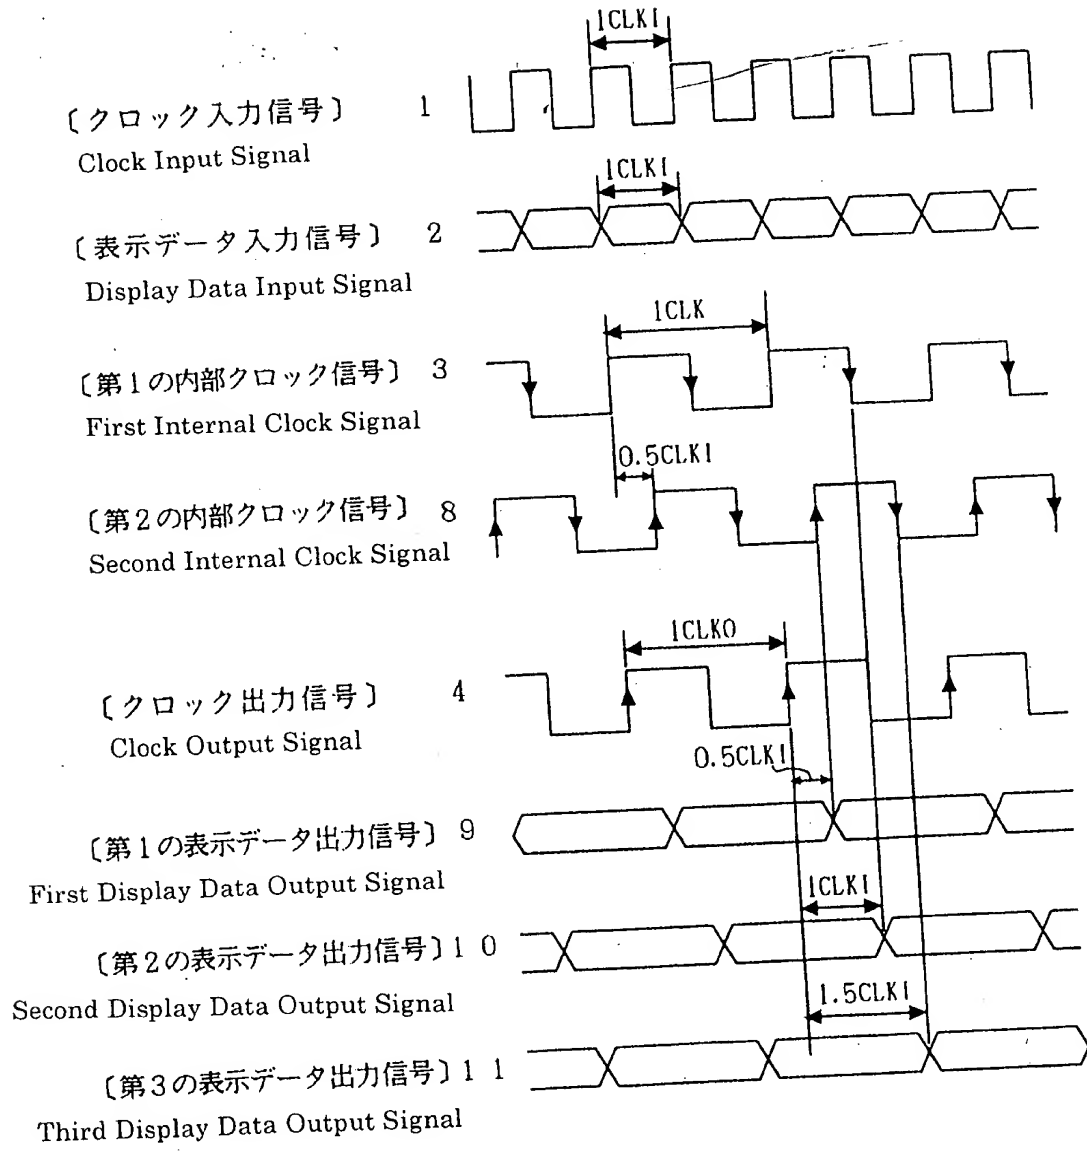 1CLKI
〔クロック入力信号〕 1
Clock Input Signal
1CLKI
〔表示データ入力信号〕 2
Display Data Input Signal
1CLK
〔第1の内部クロック信号〕 3
First Internal Clock Signal
0.5CLKI
〔第2の内部クロック信号〕 8
Second Internal Clock Signal
1CLKO
〔クロック出力信号〕 4
Clock Output Signal
0.5CLKI
〔第1の表示データ出力信号〕 9
First Display Data Output Signal
1CLKI
〔第2の表示データ出力信号〕10
Second Display Data Output Signal
1.5CLKI
〔第3の表示データ出力信号〕11
Third Display Data Output Signal